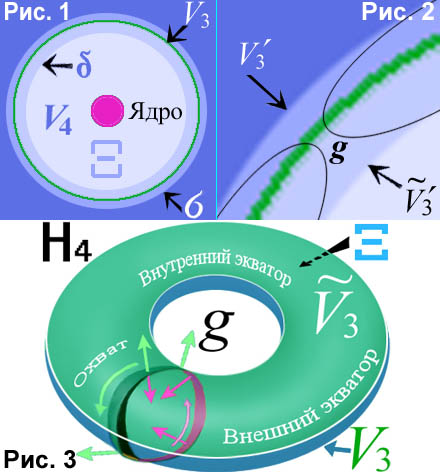 Рис. 1
V₃
б
V₄
Ядро
Ξ
б
Рис. 2
V₃′
g
Ṽ₃′
H₄
Внутренний экватор
Ξ
Ṽ₃
g
Охват
Внешний экватор
Рис. 3
V₃